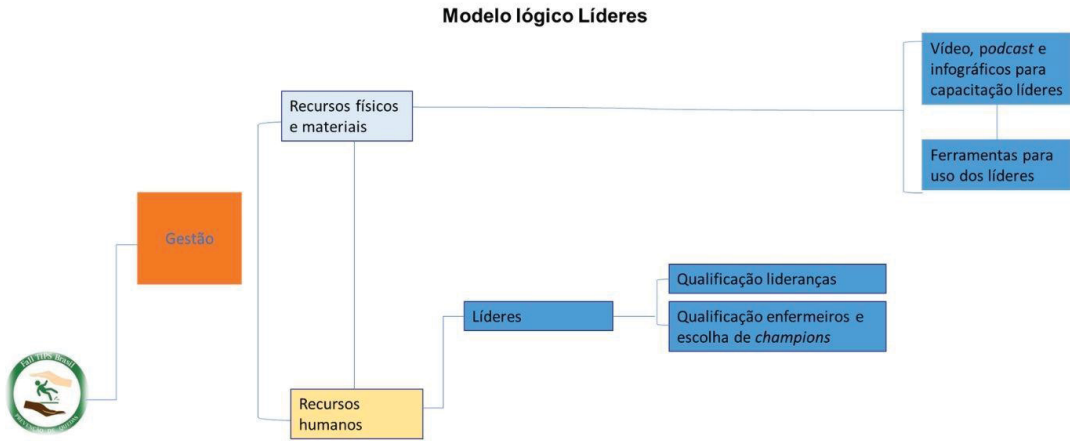 Modelo lógico Líderes
Vídeo, podcast e
infográficos para
capacitação líderes
Recursos físicos
e materiais
Ferramentas para
uso dos líderes
Gestão
Qualificação lideranças
Líderes
Qualificação enfermeiros e
escolha de champions
Fall TIPS Brasil
Recursos
humanos